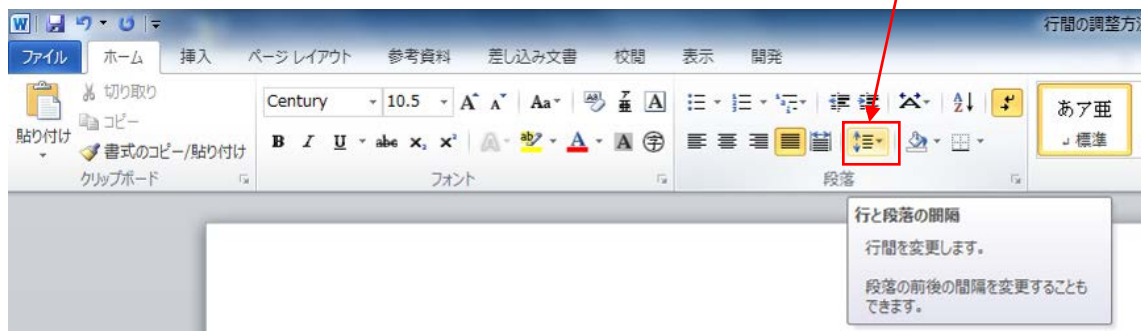 行間の調整方法
ファイル ホーム 挿入 ページ レイアウト 参考資料 差し込み文書 校閲 表示 開発
切り取り
コピー
貼り付け
書式のコピー/貼り付け
クリップボード
Century 10.5 Aa
B I U abc x₂ x²
フォント
段落
あア亜
標準
行と段落の間隔
行間を変更します。
段落の前後の間隔を変更することも
できます。